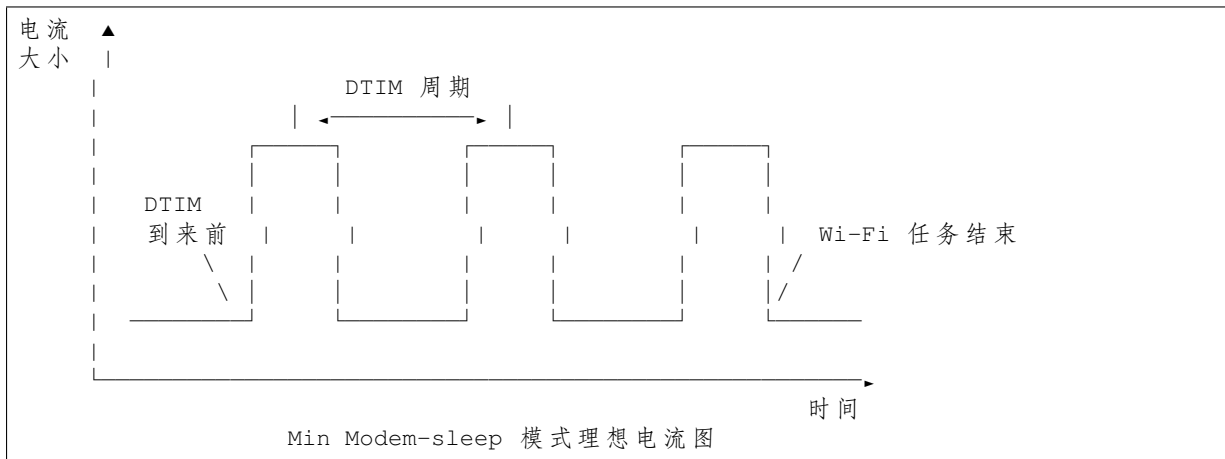 电流
大小
DTIM 周期
DTIM
到来前
Wi-Fi 任务结束
时间
Min Modem-sleep 模式理想电流图